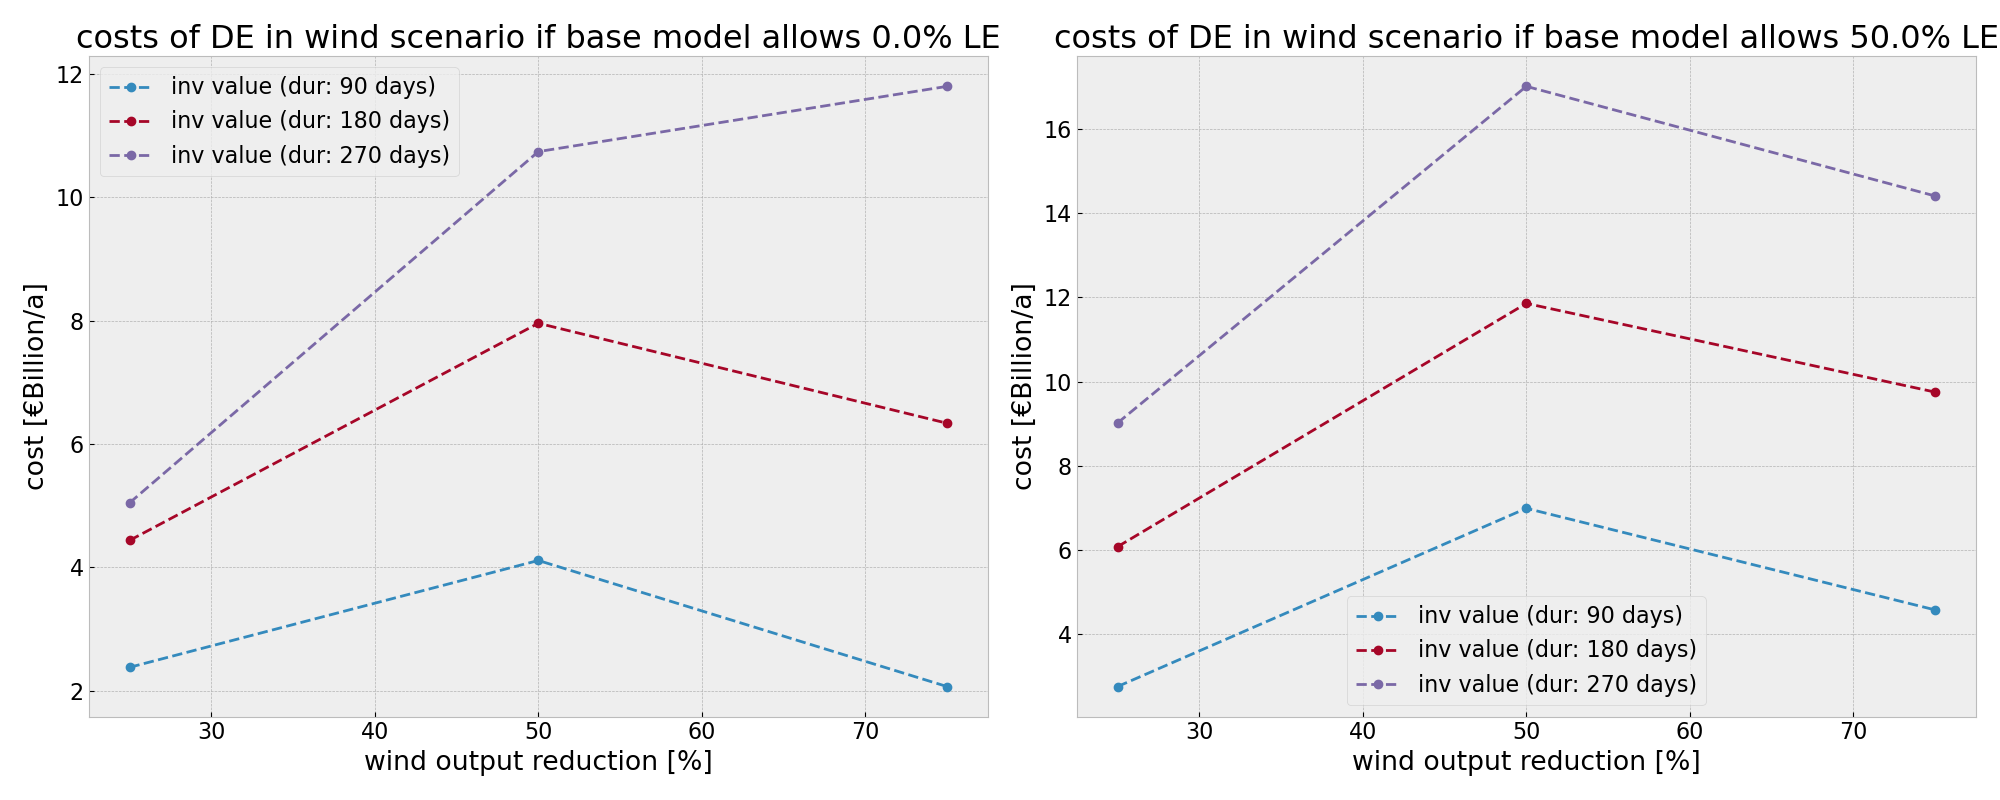 costs of DE in wind scenario if base model allows 0.0% LE
inv value (dur: 90 days)
inv value (dur: 180 days)
inv value (dur: 270 days)
12
10
8
6
4
2
cost [€Billion/a]
30 40 50 60 70
wind output reduction [%]
costs of DE in wind scenario if base model allows 50.0% LE
16
14
12
10
8
6
4
cost [€Billion/a]
inv value (dur: 90 days)
inv value (dur: 180 days)
inv value (dur: 270 days)
30 40 50 60 70
wind output reduction [%]